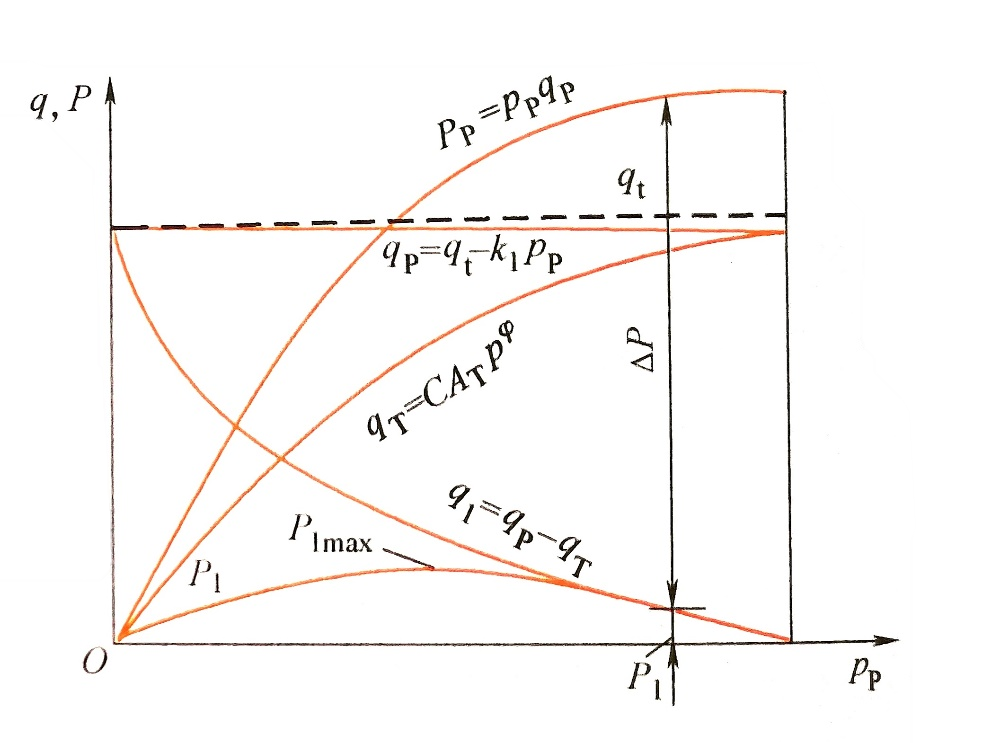 q, P
P_P=p_P q_P
q_t
q_P=q_t–k_1 p_P
ΔP
q_T=CA_T p^φ
q_1=q_P–q_T
P_1max
P_1
O
P_1
p_P